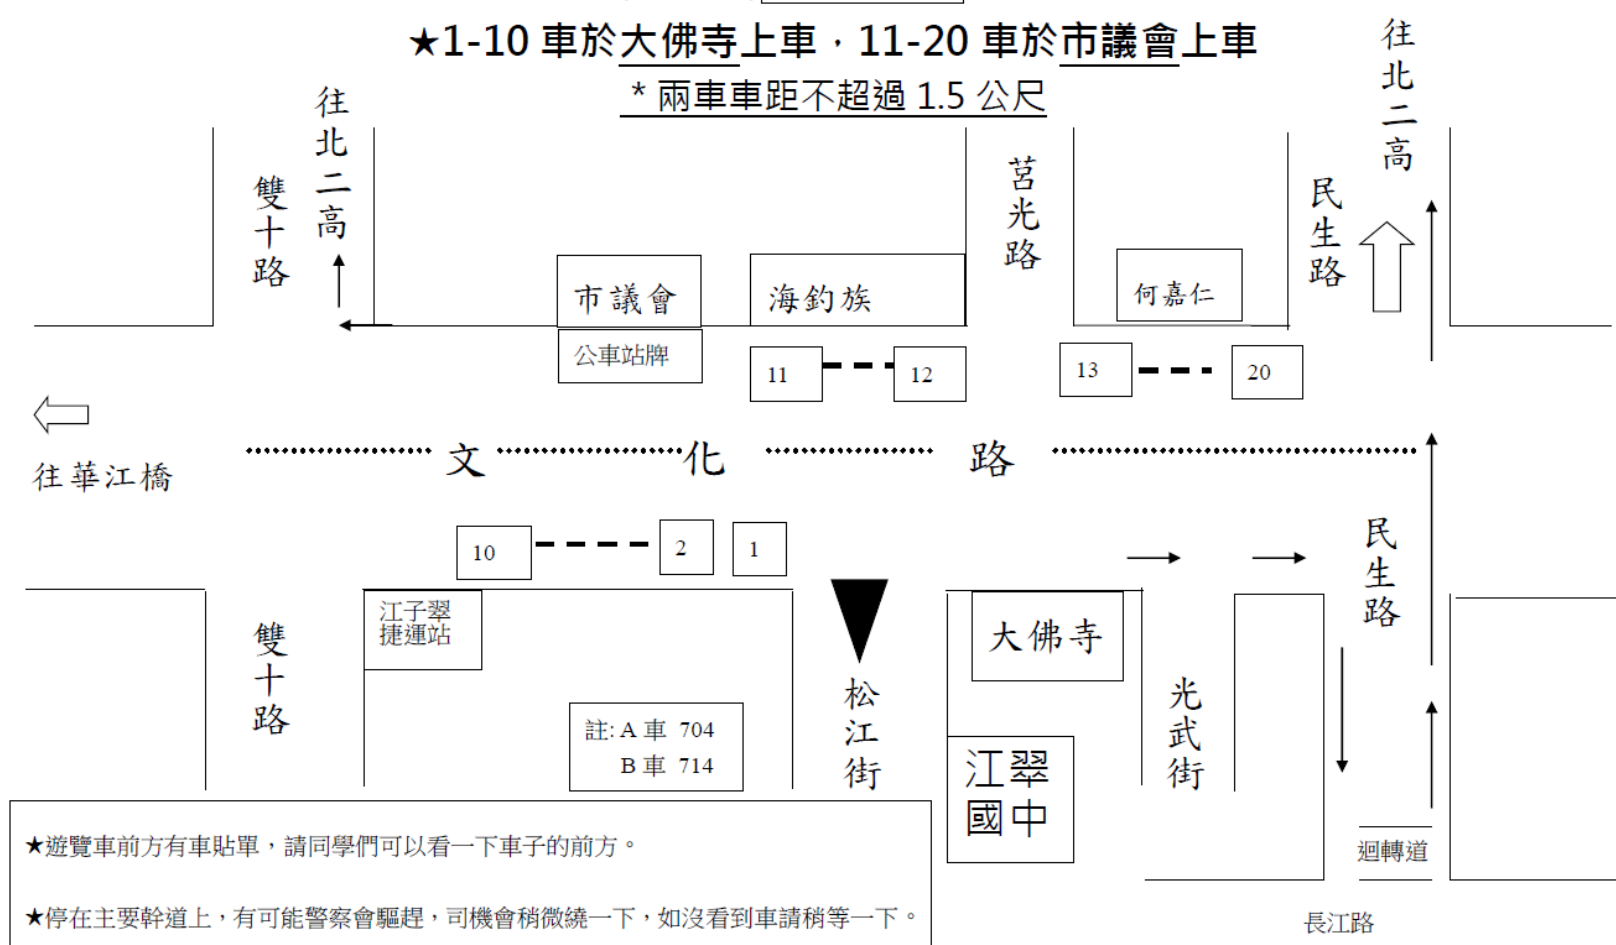 ★1-10 車於大佛寺上車，11-20 車於市議會上車
* 兩車車距不超過 1.5 公尺
往北二高
往北二高
雙十路
莒光路
民生路
市議會
海釣族
何嘉仁
公車站牌
11
12
13
20
往華江橋
文化路
10
2
1
民生路
江子翠
捷運站
雙十路
大佛寺
松江街
光武街
註: A 車 704
B 車 714
江翠
國中
迴轉道
★遊覽車前方有車貼單，請同學們可以看一下車子的前方。
★停在主要幹道上，有可能警察會驅趕，司機會稍微繞一下，如沒看到車請稍等一下。
長江路